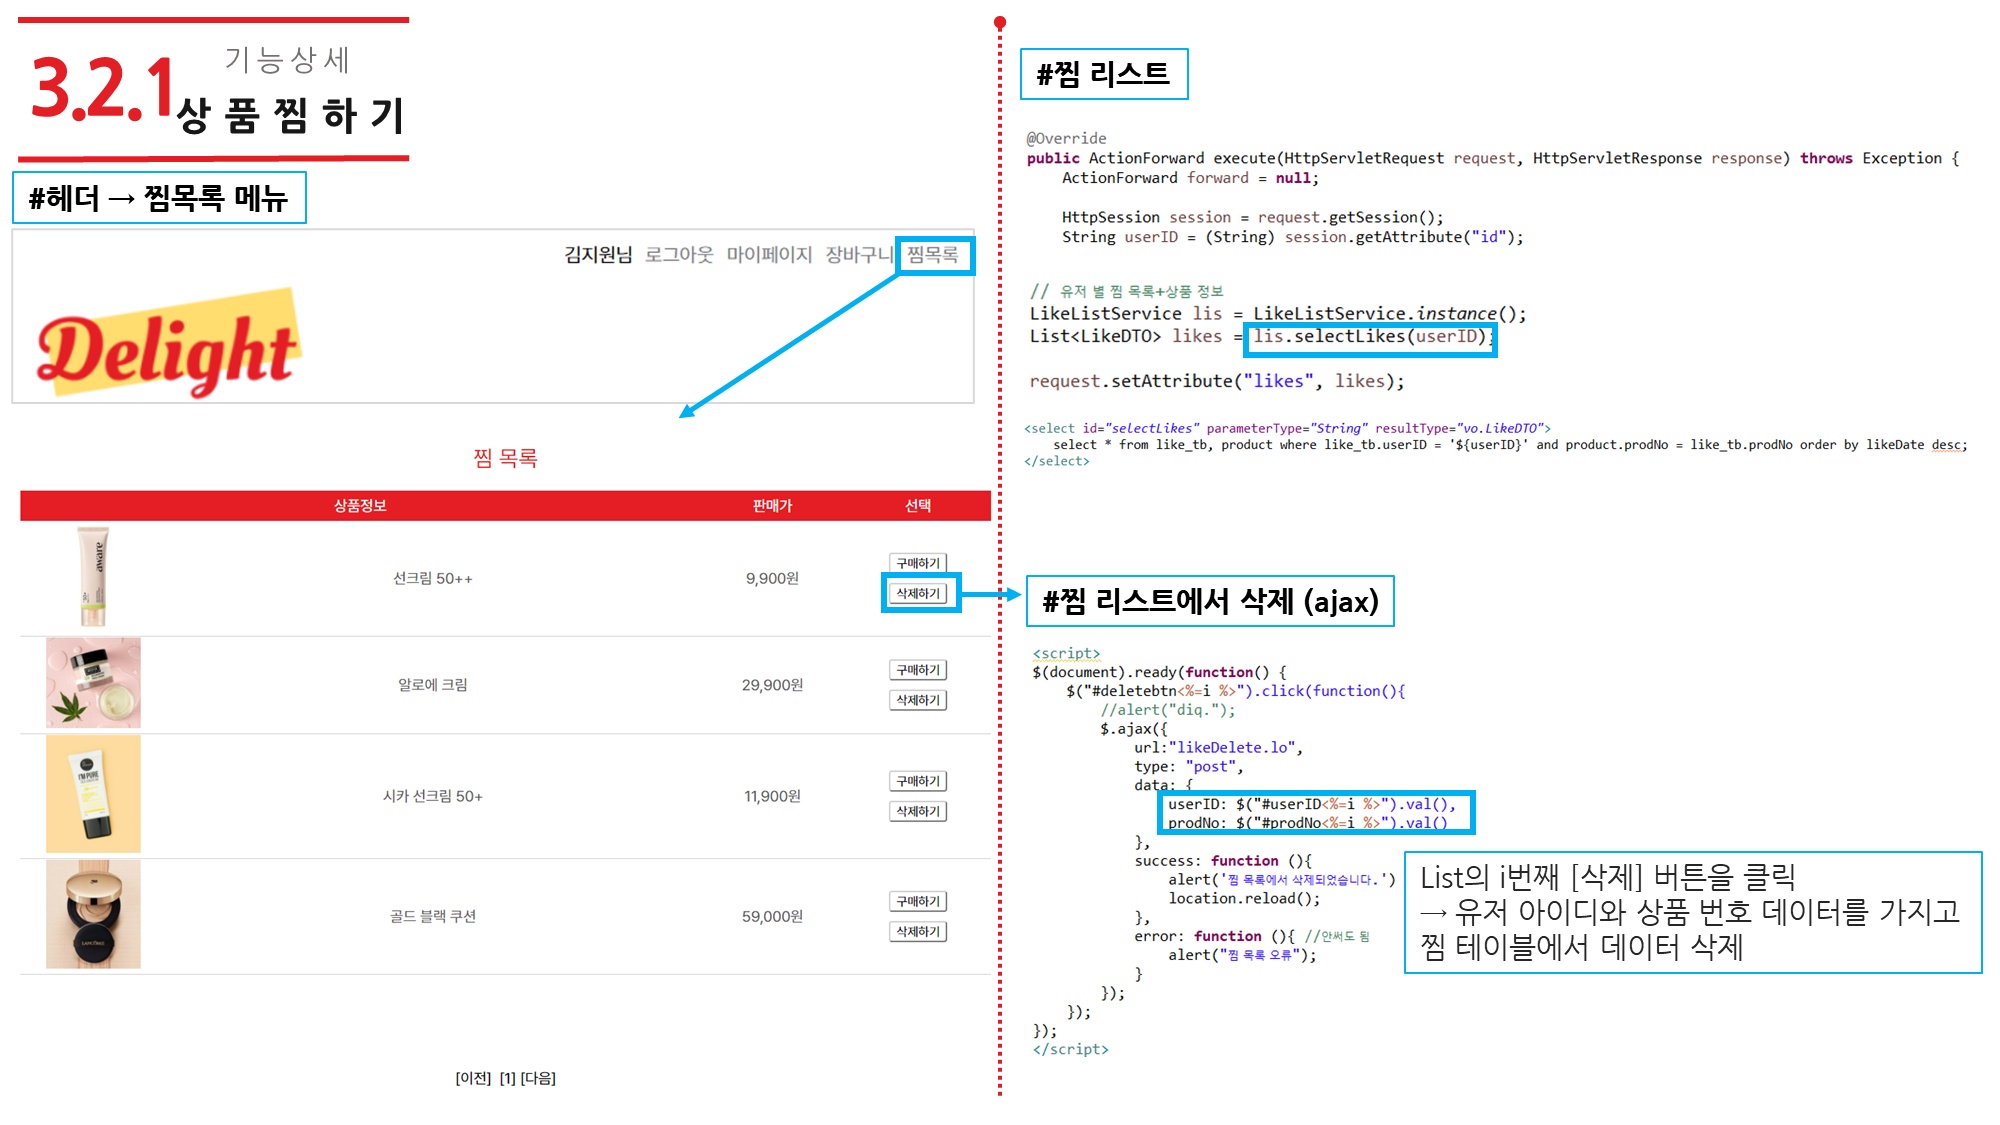 3.2.1
기능상세
상품찜하기
#헤더 → 찜목록 메뉴
김지원님 로그아웃 마이페이지 장바구니 찜목록
Delight
찜 목록
상품정보 판매가 선택
aware
선크림 50++ 9,900원
구매하기
삭제하기
알로에 크림 29,900원
구매하기
삭제하기
I'M PURE
시카 선크림 50+ 11,900원
구매하기
삭제하기
LANCÔME
골드 블랙 쿠션 59,000원
구매하기
삭제하기
[이전] [1] [다음]
#찜 리스트
@Override
public ActionForward execute(HttpServletRequest request, HttpServletResponse response) throws Exception {
ActionForward forward = null;
HttpSession session = request.getSession();
String userID = (String) session.getAttribute("id");
// 유저 별 찜 목록+상품 정보
LikeListService lis = LikeListService.instance();
List<LikeDTO> likes = lis.selectLikes(userID);
request.setAttribute("likes", likes);
<select id="selectLikes" parameterType="String" resultType="vo.LikeDTO">
select * from like_tb, product where like_tb.userID = '${userID}' and product.prodNo = like_tb.prodNo order by likeDate desc;
</select>
#찜 리스트에서 삭제 (ajax)
<script>
$(document).ready(function() {
$("#deletebtn<%=i %>").click(function(){
//alert("diq.");
$.ajax({
url:"likeDelete.lo",
type: "post",
data: {
userID: $("#userID<%=i %>").val(),
prodNo: $("#prodNo<%=i %>").val()
},
success: function (){
alert('찜 목록에서 삭제되었습니다.')
location.reload();
},
error: function (){ //안써도 됨
alert("찜 목록 오류");
}
});
});
});
</script>
List의 i번째 [삭제] 버튼을 클릭
→ 유저 아이디와 상품 번호 데이터를 가지고
찜 테이블에서 데이터 삭제